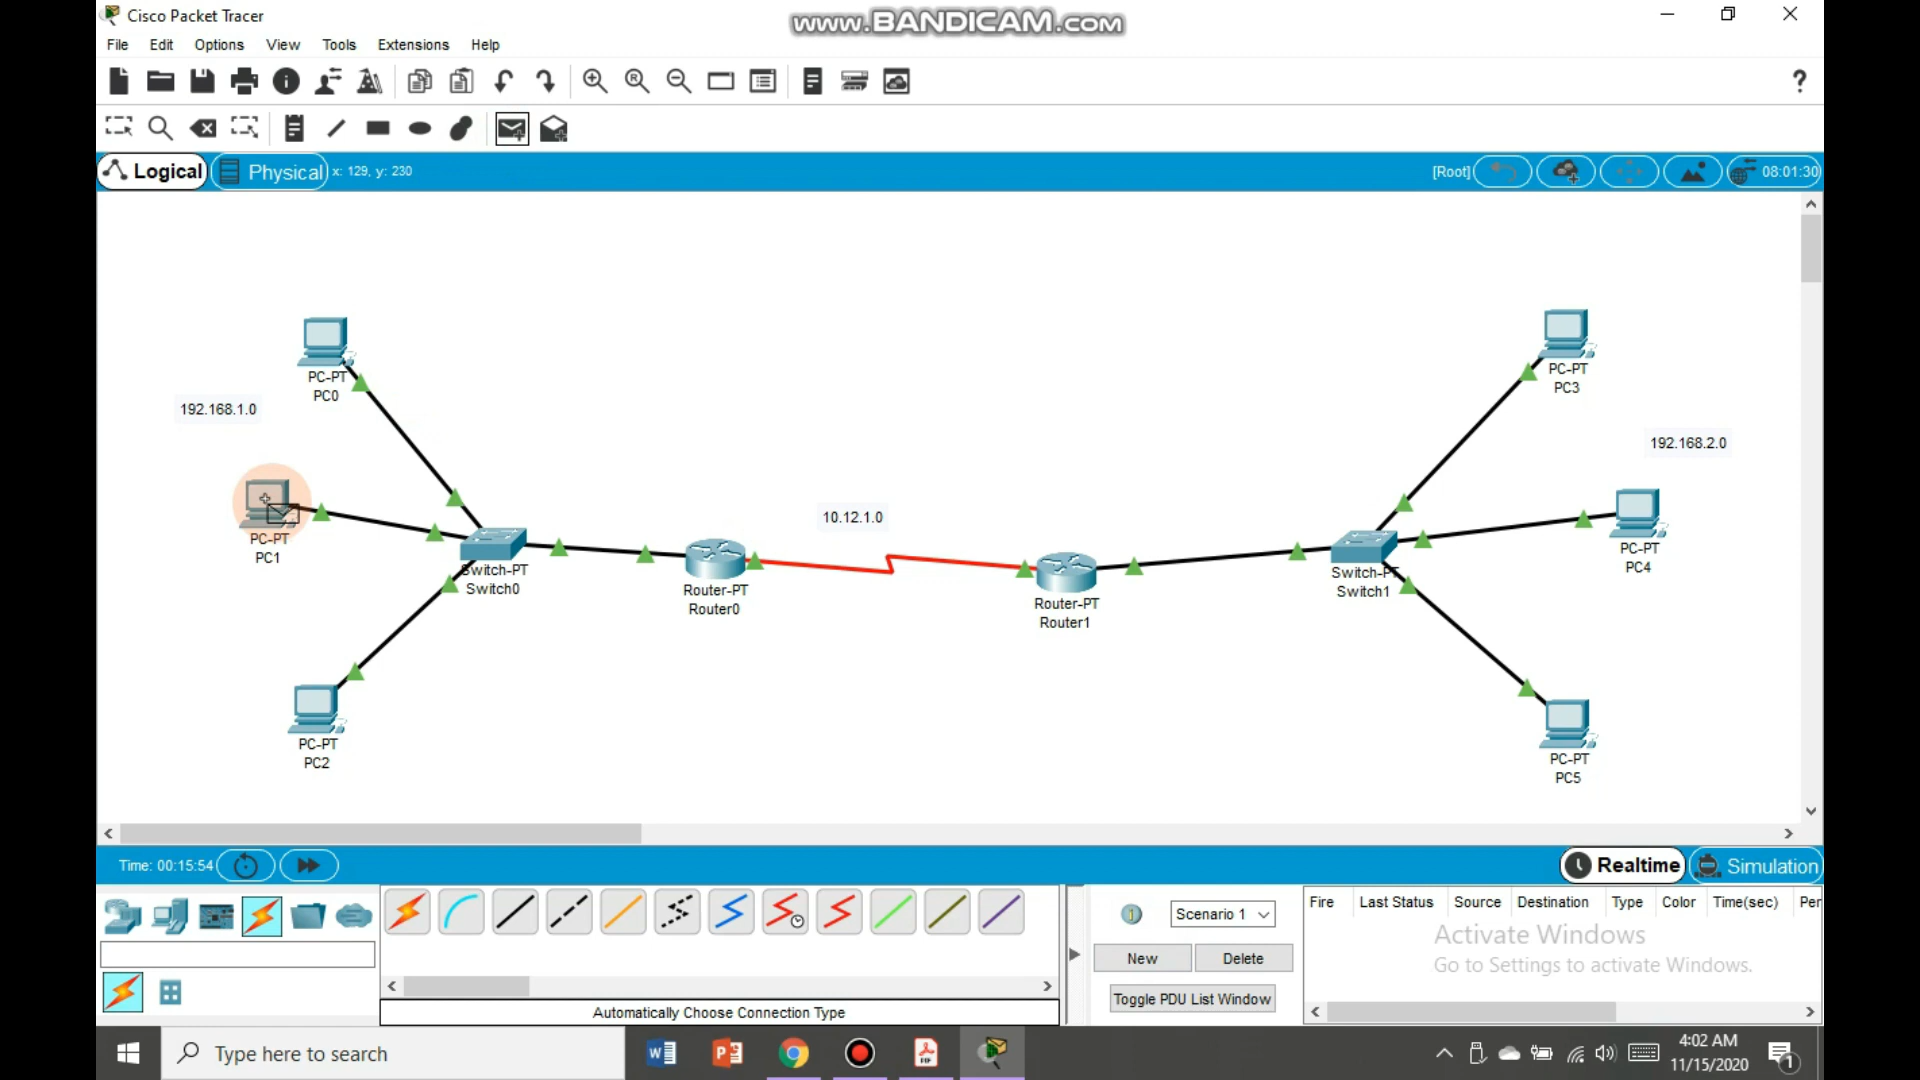 Cisco Packet Tracer
www.BANDICAM.com
File Edit Options View Tools Extensions Help
Logical Physical x: 129, y: 230 [Root] 08:01:30
PC-PT
PC0
192.168.1.0
PC-PT
PC1
PC-PT
PC2
Switch-PT
Switch0
Router-PT
Router0
10.12.1.0
Router-PT
Router1
Switch-PT
Switch1
PC-PT
PC3
192.168.2.0
PC-PT
PC4
PC-PT
PC5
Time: 00:15:54 Realtime Simulation
Scenario 1
New Delete
Toggle PDU List Window
Fire Last Status Source Destination Type Color Time(sec) Per
Activate Windows
Go to Settings to activate Windows.
Automatically Choose Connection Type
Type here to search
4:02 AM
11/15/2020
1